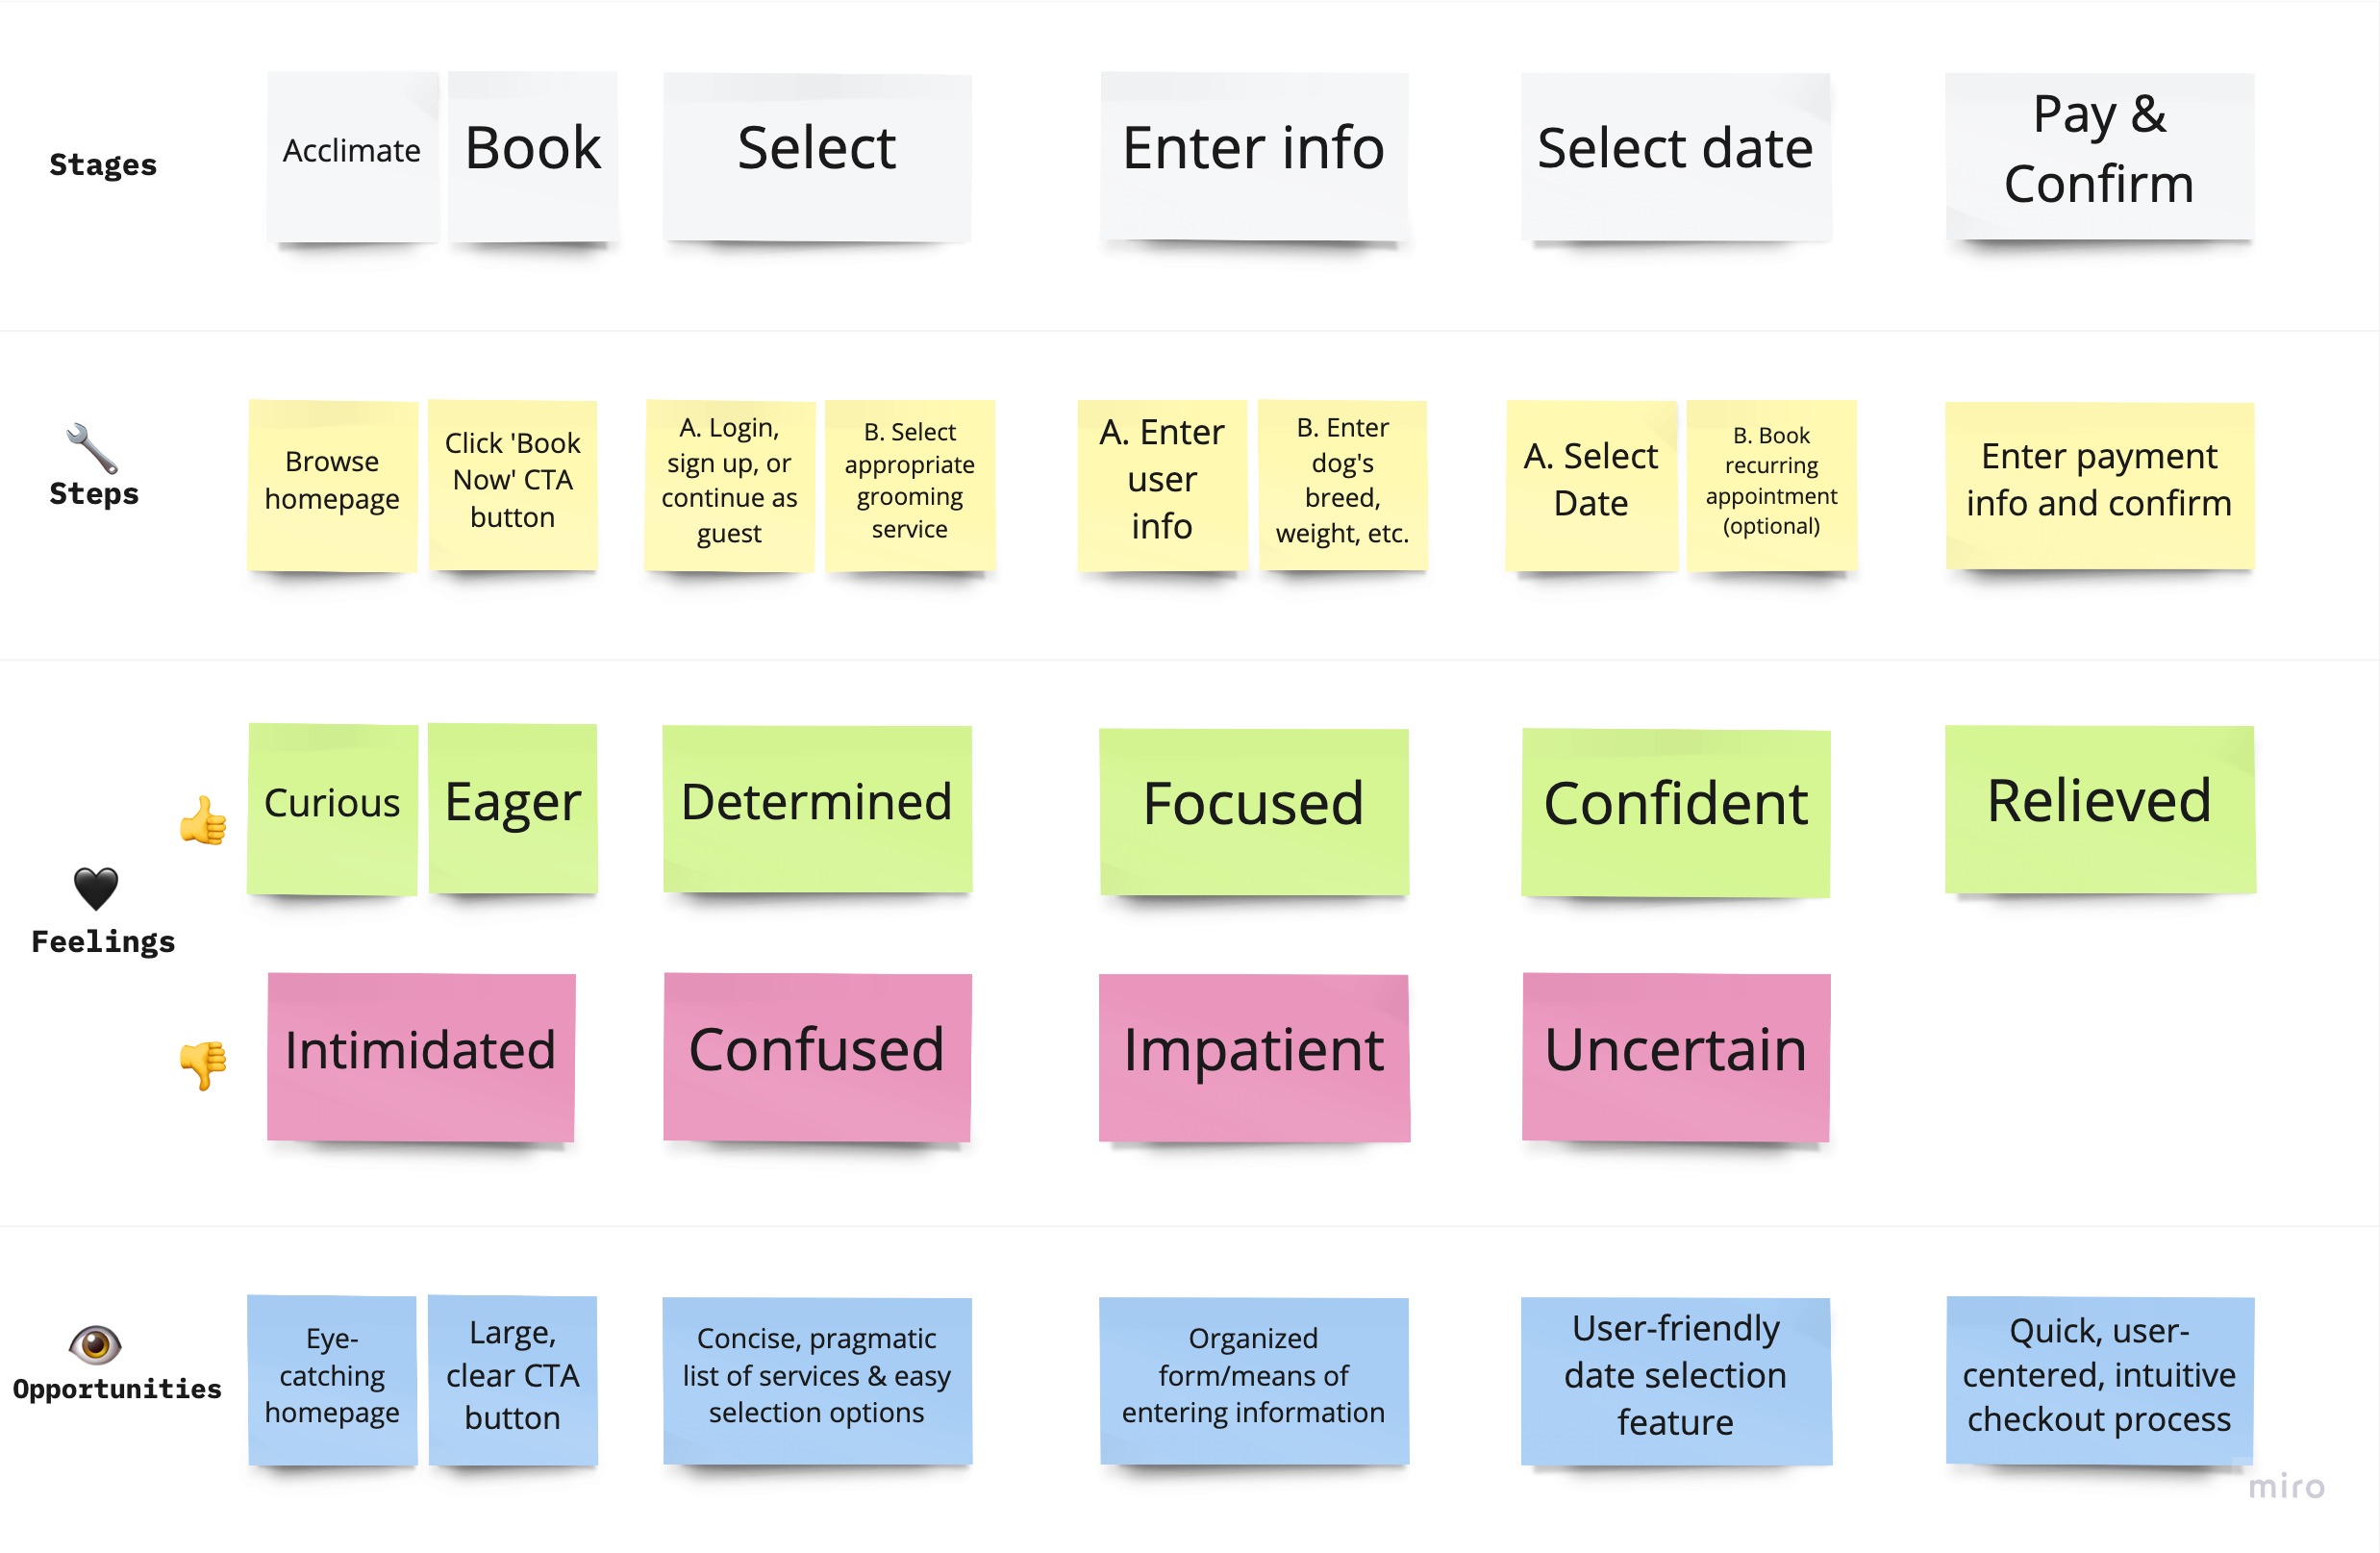 Stages
Acclimate
Book
Select
Enter info
Select date
Pay &
Confirm
Steps
Browse
homepage
Click 'Book
Now' CTA
button
A. Login,
sign up, or
continue as
guest
B. Select
appropriate
grooming
service
A. Enter
user
info
B. Enter
dog's
breed,
weight, etc.
A. Select
Date
B. Book
recurring
appointment
(optional)
Enter payment
info and confirm
Feelings
Curious
Eager
Determined
Focused
Confident
Relieved
Intimidated
Confused
Impatient
Uncertain
Opportunities
Eye-
catching
homepage
Large,
clear CTA
button
Concise, pragmatic
list of services & easy
selection options
Organized
form/means of
entering information
User-friendly
date selection
feature
Quick, user-
centered, intuitive
checkout process
miro